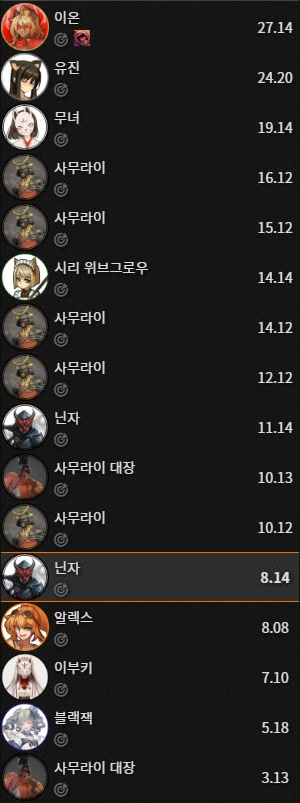 이온
27.14
유진
24.20
무녀
19.14
사무라이
16.12
사무라이
15.12
시리 위브그로우
14.14
사무라이
14.12
사무라이
12.12
닌자
11.14
사무라이 대장
10.13
사무라이
10.12
닌자
8.14
알렉스
8.08
이부키
7.10
블랙잭
5.18
사무라이 대장
3.13